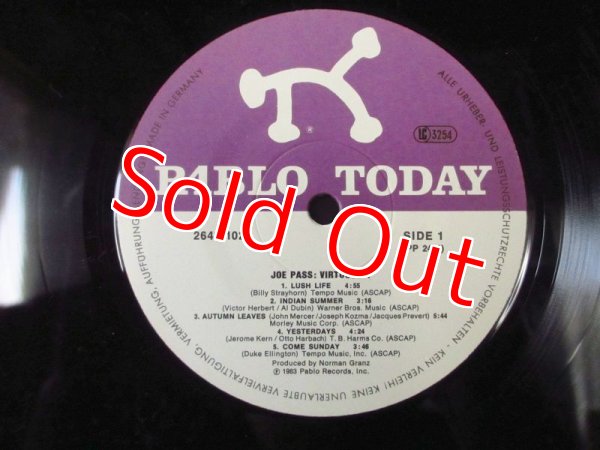 MADE IN GERMANY
ALLE URHEBER- UND LEISTUNGSSCHUTZRECHTE VORBEHALTEN - KEIN VERLEIH! KEINE UNERLAUBTE VERVIELFÄLTIGUNG, VERMIETUNG, AUFFÜHRUNG
®
LC 3254
PABLO TODAY
Sold Out
SIDE 1
JOE PASS:
1. LUSH LIFE 4:55
(Billy Strayhorn) Tempo Music (ASCAP)
2. INDIAN SUMMER 3:16
(Victor Herbert / Al Dubin) Warner Bros. Music (ASCAP)
3. AUTUMN LEAVES (John Mercer/Joseph Kozma/Jacques Prevert) 5:44
Morley Music Corp. (ASCAP)
4. YESTERDAYS 4:24
(Jerome Kern / Otto Harbach) T. B. Harms Co. (ASCAP)
5. COME SUNDAY 3:46
(Duke Ellington) Tempo Music, Inc. (ASCAP)
Produced by Norman Granz
℗ 1983 Pablo Records, Inc.